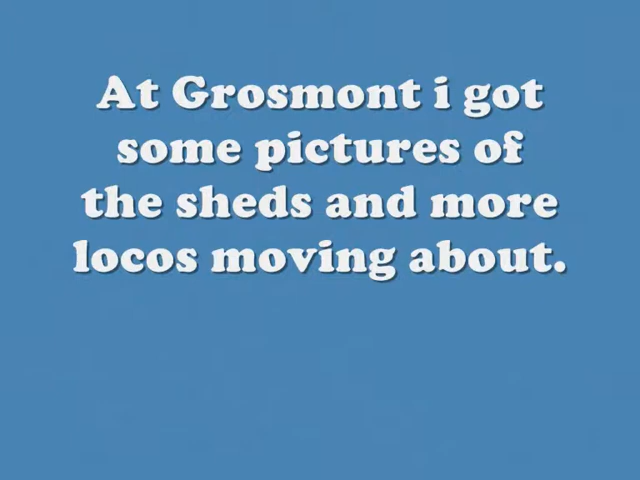 At Grosmont i got
some pictures of
the sheds and more
locos moving about.